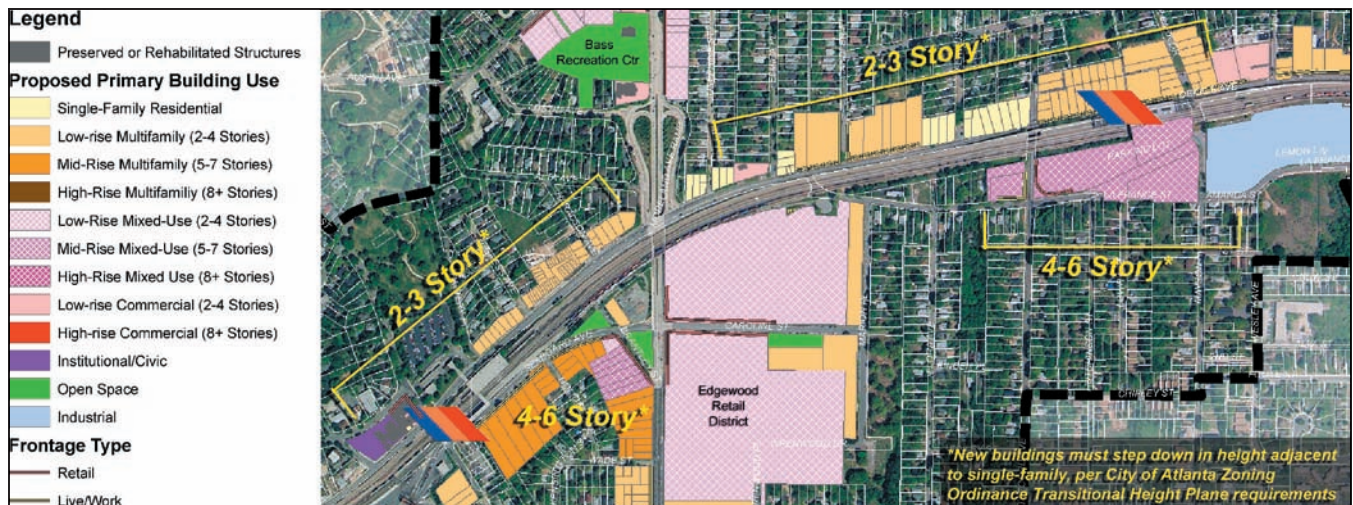 Legend
Preserved or Rehabilitated Structures
Proposed Primary Building Use
Single-Family Residential
Low-rise Multifamily (2-4 Stories)
Mid-Rise Multifamily (5-7 Stories)
High-Rise Multifamiliy (8+ Stories)
Low-Rise Mixed-Use (2-4 Stories)
Mid-Rise Mixed-Use (5-7 Stories)
High-Rise Mixed Use (8+ Stories)
Low-rise Commercial (2-4 Stories)
High-rise Commercial (8+ Stories)
Institutional/Civic
Open Space
Industrial
Frontage Type
Retail
Live/Work
Bass
Recreation Ctr
2-3 Story*
2-3 Story*
4-6 Story*
4-6 Story*
CAROLINE ST
Edgewood
Retail
District
WADE ST
*New buildings must step down in height adjacent
to single-family, per City of Atlanta Zoning
Ordinance Transitional Height Plane requirements